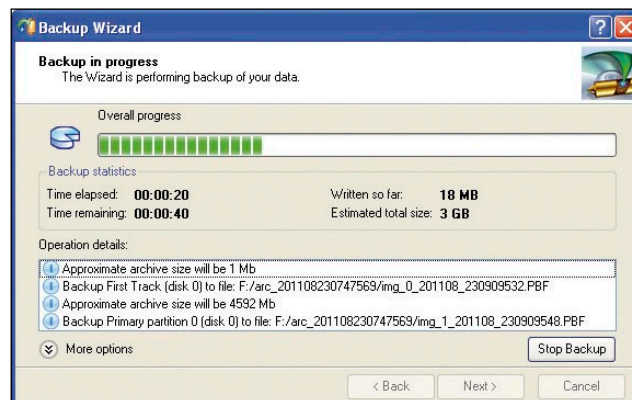 Backup Wizard
Backup in progress
The Wizard is performing backup of your data.
Overall progress
Backup statistics
Time elapsed: 00:00:20 Written so far: 18 MB
Time remaining: 00:00:40 Estimated total size: 3 GB
Operation details:
Approximate archive size will be 1 Mb
Backup First Track (disk 0) to file: F:/arc_201108230747569/img_0_201108_230909532.PBF
Approximate archive size will be 4592 Mb
Backup Primary partition 0 (disk 0) to file: F:/arc_201108230747569/img_1_201108_230909548.PBF
More options Stop Backup
< Back Next > Cancel